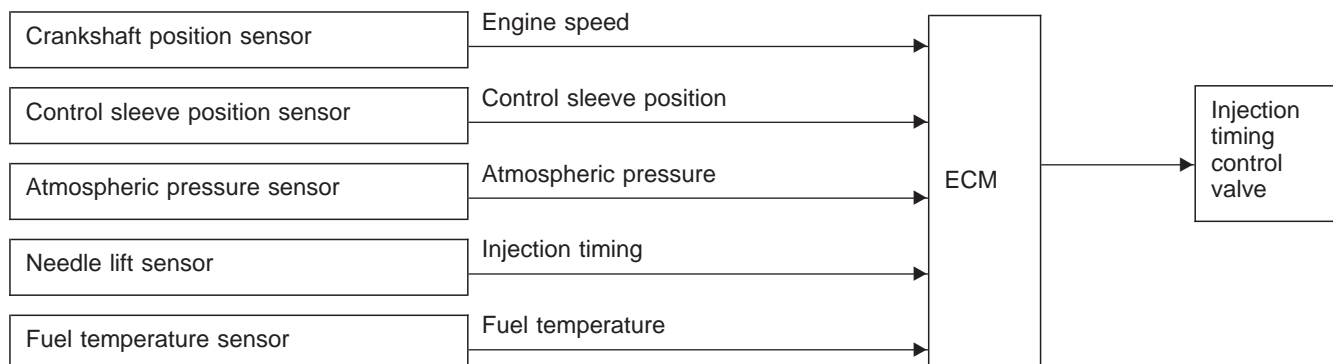 Crankshaft position sensor
Engine speed
Control sleeve position sensor
Control sleeve position
Atmospheric pressure sensor
Atmospheric pressure
Needle lift sensor
Injection timing
Fuel temperature sensor
Fuel temperature
ECM
Injection
timing
control
valve